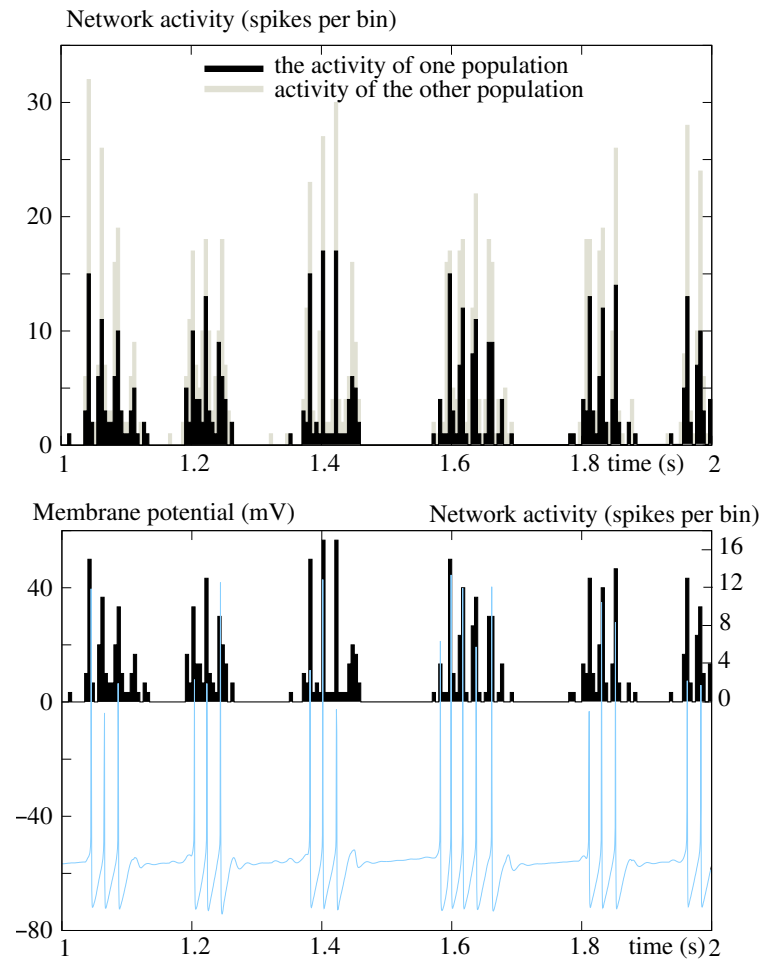 Network activity (spikes per bin)
the activity of one population
activity of the other population
30
20
10
0
1 1.2 1.4 1.6 1.8 2
time (s)
Membrane potential (mV) Network activity (spikes per bin)
40
0
−40
−80
16
12
8
4
0
1 1.2 1.4 1.6 1.8 time (s) 2